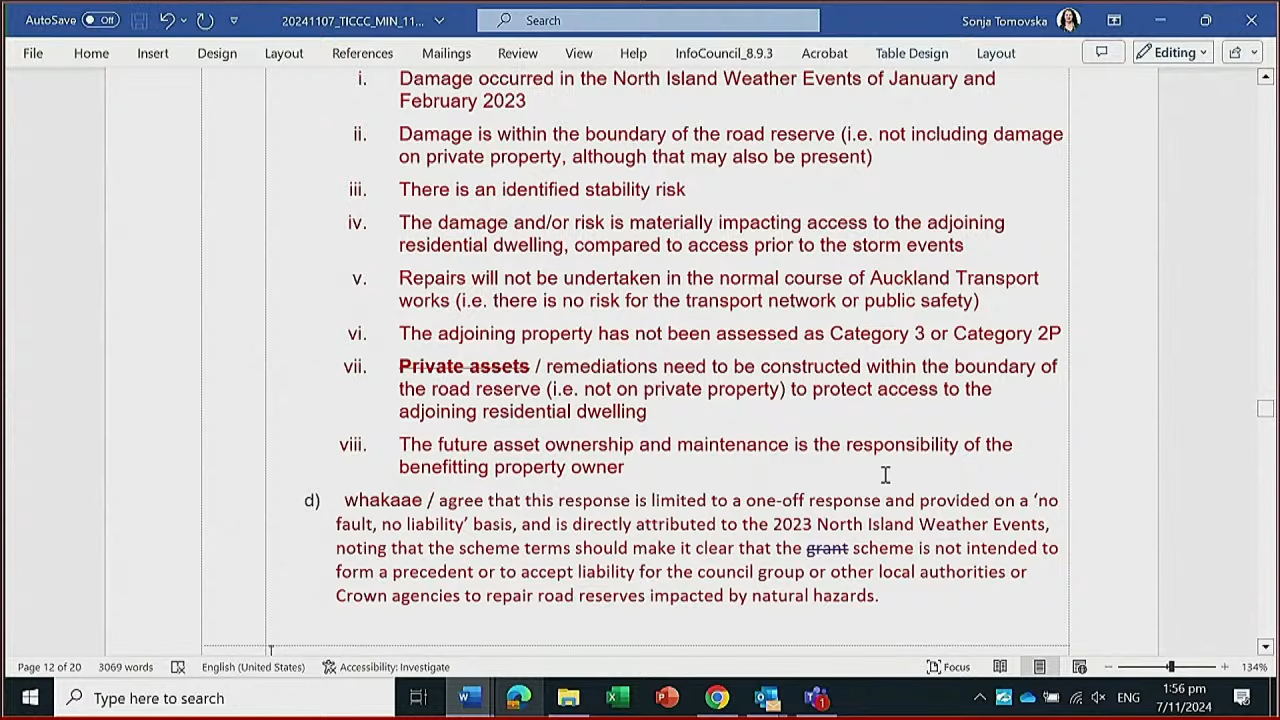 AutoSave Off 20241107_TICCC_MIN_11... Search Sonja Tomovska
File Home Insert Design Layout References Mailings Review View Help InfoCouncil_8.9.3 Acrobat Table Design Layout Editing
i. Damage occurred in the North Island Weather Events of January and
February 2023
ii. Damage is within the boundary of the road reserve (i.e. not including damage
on private property, although that may also be present)
iii. There is an identified stability risk
iv. The damage and/or risk is materially impacting access to the adjoining
residential dwelling, compared to access prior to the storm events
v. Repairs will not be undertaken in the normal course of Auckland Transport
works (i.e. there is no risk for the transport network or public safety)
vi. The adjoining property has not been assessed as Category 3 or Category 2P
vii. Private assets / remediations need to be constructed within the boundary of
the road reserve (i.e. not on private property) to protect access to the
adjoining residential dwelling
viii. The future asset ownership and maintenance is the responsibility of the
benefitting property owner
d) whakaae / agree that this response is limited to a one-off response and provided on a ‘no
fault, no liability’ basis, and is directly attributed to the 2023 North Island Weather Events,
noting that the scheme terms should make it clear that the grant scheme is not intended to
form a precedent or to accept liability for the council group or other local authorities or
Crown agencies to repair road reserves impacted by natural hazards.
Page 12 of 20 3069 words English (United States) Accessibility: Investigate Focus 134%
Type here to search ENG 1:56 pm
7/11/2024